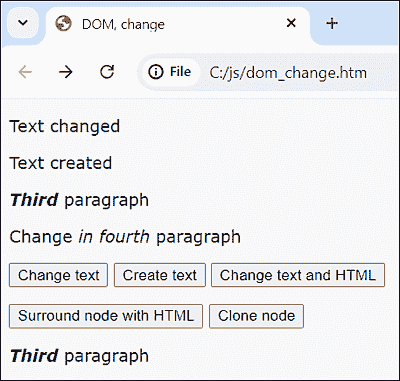 DOM, change
File C:/js/dom_change.htm
Text changed
Text created
Third paragraph
Change in fourth paragraph
Change text Create text Change text and HTML
Surround node with HTML Clone node
Third paragraph